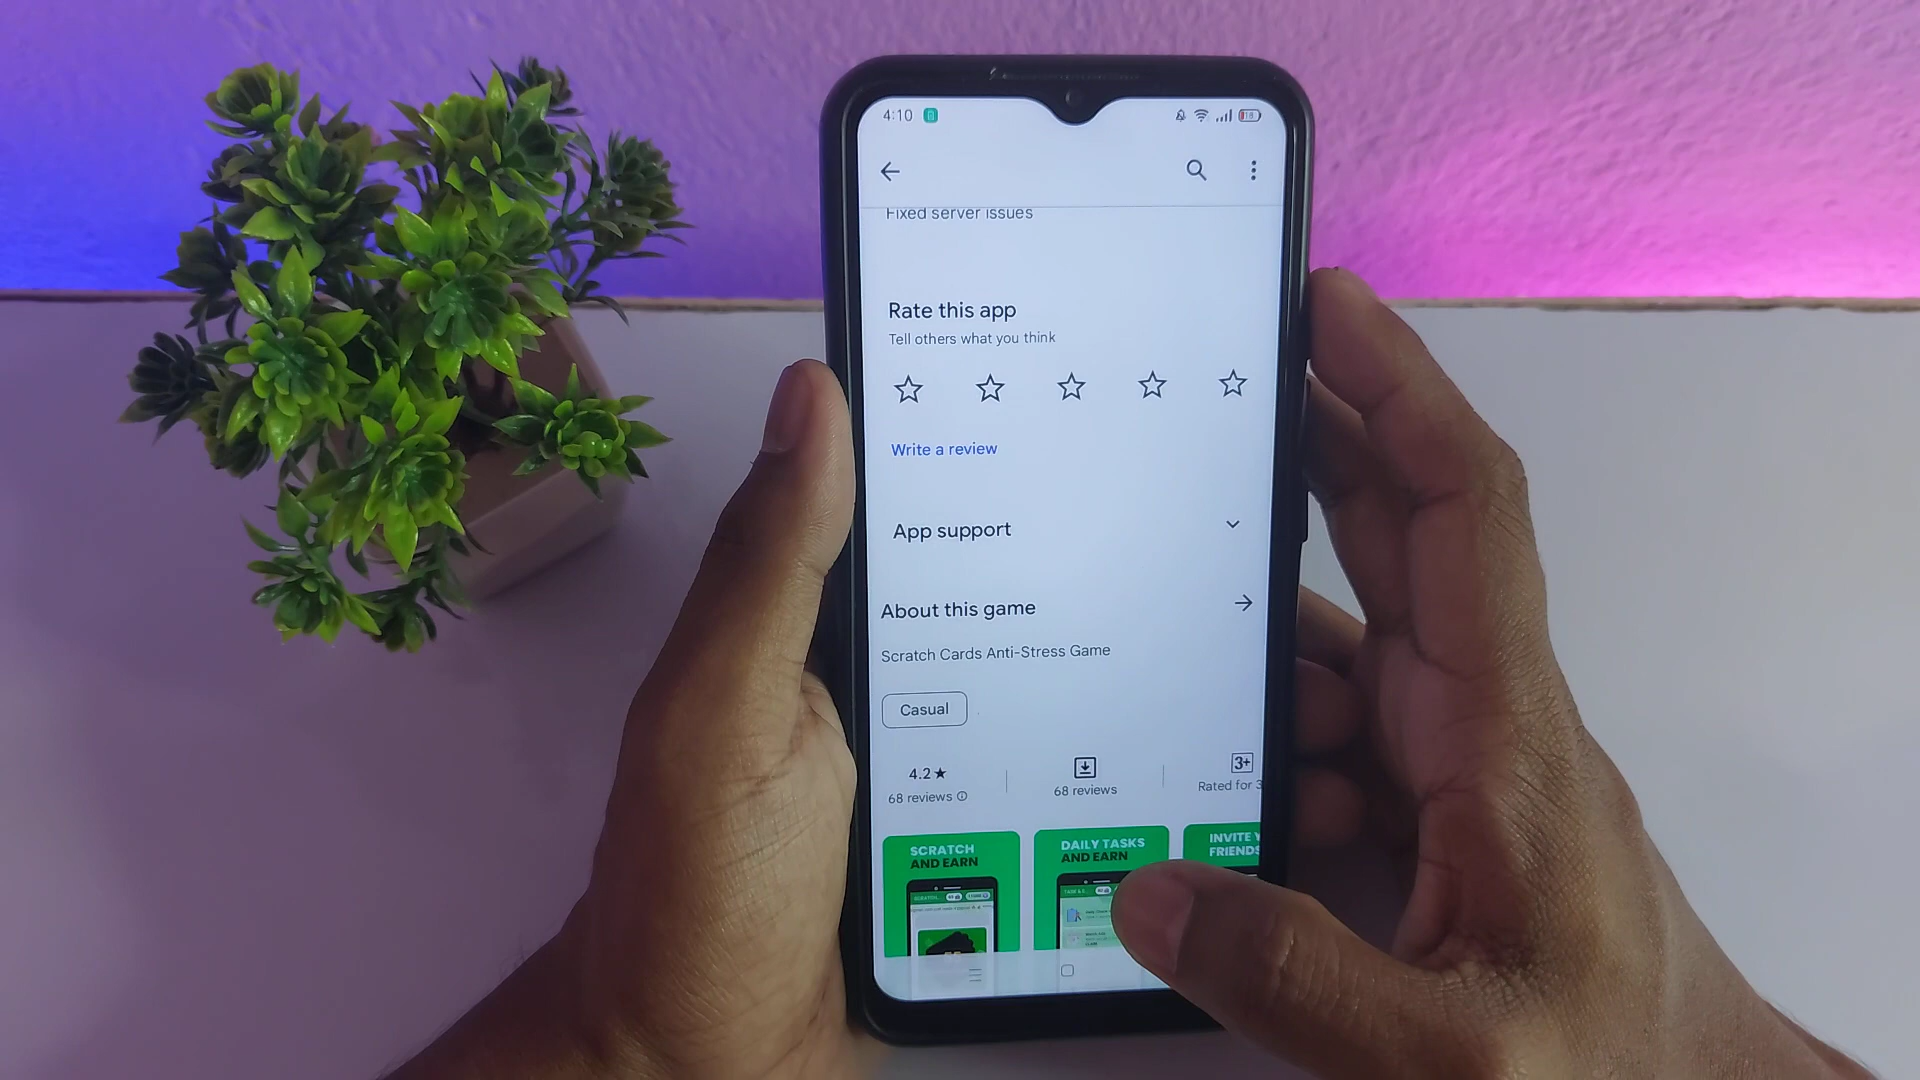 4:10
18
Fixed server issues
Rate this app
Tell others what you think
Write a review
App support
About this game
Scratch Cards Anti-Stress Game
Casual
4.2★
68 reviews
68 reviews
3+
Rated for 3
SCRATCH
AND EARN
DAILY TASKS
AND EARN
INVITE Y
FRIENDS